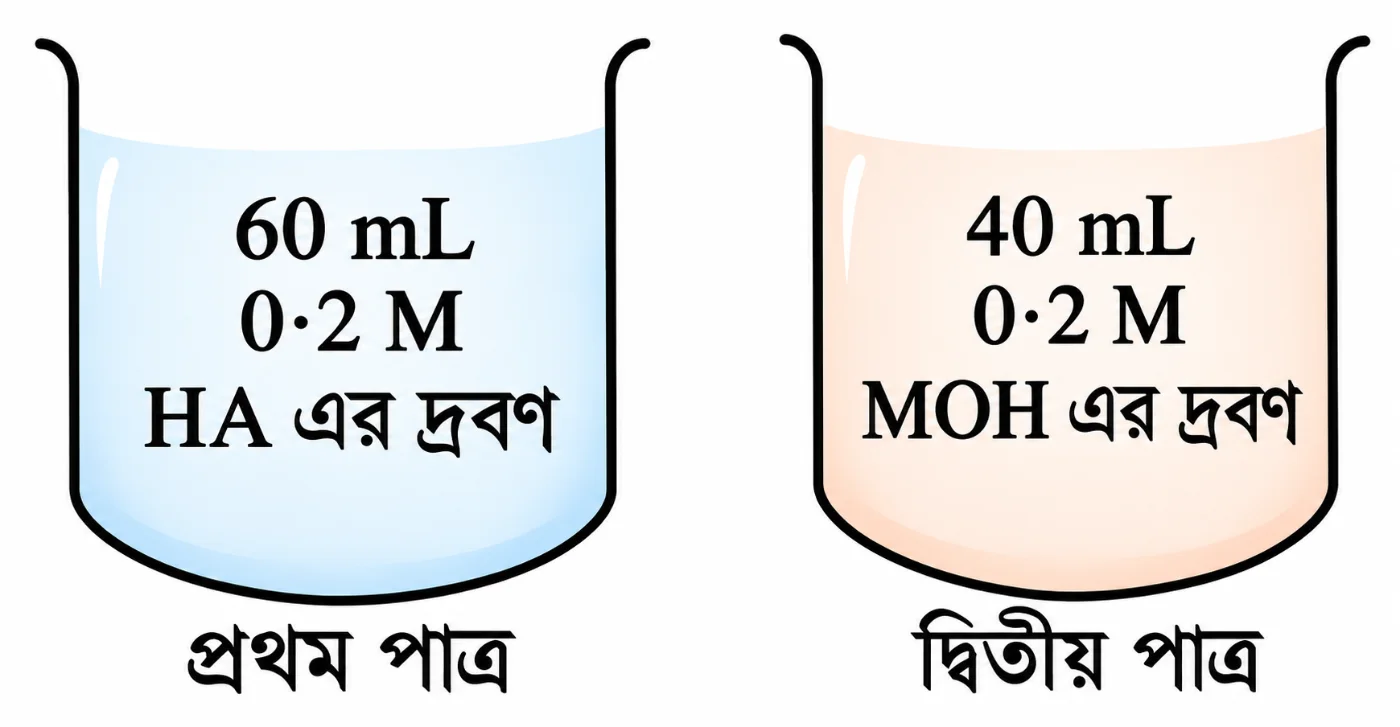 60 mL
0·2 M
HA এর দ্রবণ
প্রথম পাত্র
40 mL
0·2 M
MOH এর দ্রবণ
দ্বিতীয় পাত্র